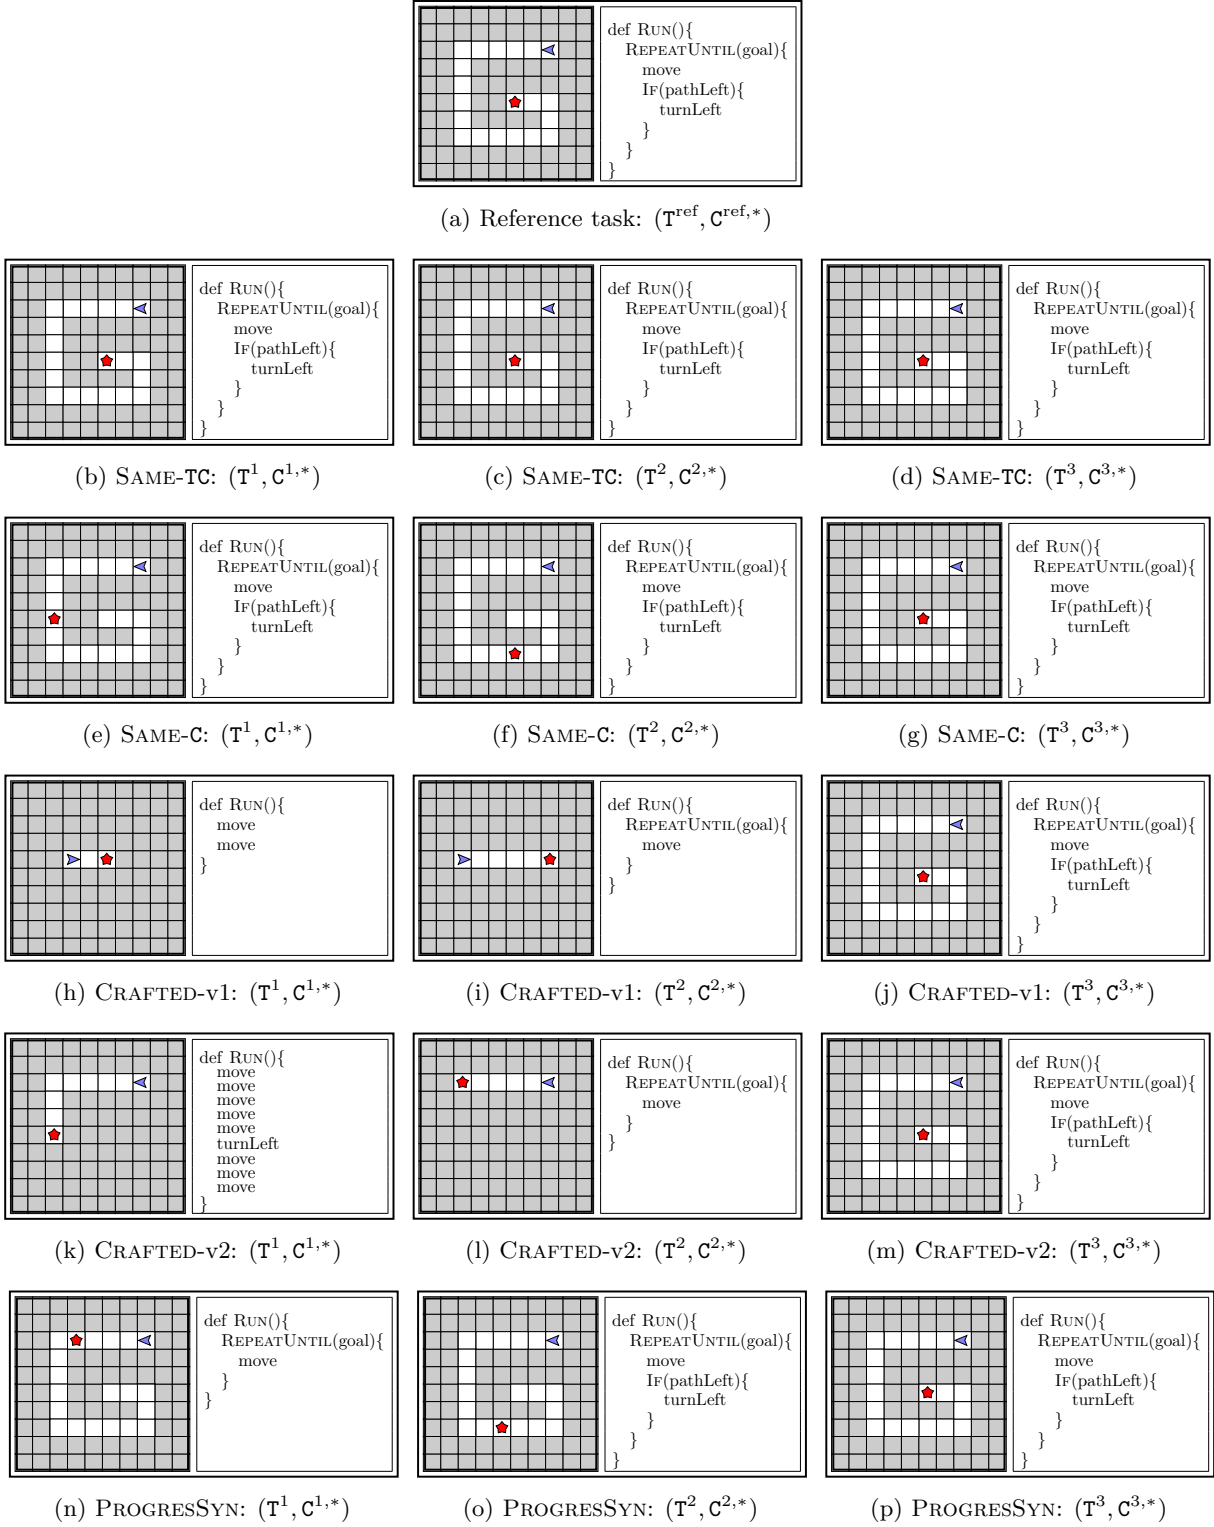 def RUN(){
REPEATUNTIL(goal){
move
IF(pathLeft){
turnLeft
}
}
}
(a) Reference task: (T^ref, C^ref,*)
def RUN(){
REPEATUNTIL(goal){
move
IF(pathLeft){
turnLeft
}
}
}
(b) SAME-TC: (T^1, C^1,*)
def RUN(){
REPEATUNTIL(goal){
move
IF(pathLeft){
turnLeft
}
}
}
(c) SAME-TC: (T^2, C^2,*)
def RUN(){
REPEATUNTIL(goal){
move
IF(pathLeft){
turnLeft
}
}
}
(d) SAME-TC: (T^3, C^3,*)
def RUN(){
REPEATUNTIL(goal){
move
IF(pathLeft){
turnLeft
}
}
}
(e) SAME-C: (T^1, C^1,*)
def RUN(){
REPEATUNTIL(goal){
move
IF(pathLeft){
turnLeft
}
}
}
(f) SAME-C: (T^2, C^2,*)
def RUN(){
REPEATUNTIL(goal){
move
IF(pathLeft){
turnLeft
}
}
}
(g) SAME-C: (T^3, C^3,*)
def RUN(){
move
move
}
(h) CRAFTED-v1: (T^1, C^1,*)
def RUN(){
REPEATUNTIL(goal){
move
}
}
(i) CRAFTED-v1: (T^2, C^2,*)
def RUN(){
REPEATUNTIL(goal){
move
IF(pathLeft){
turnLeft
}
}
}
(j) CRAFTED-v1: (T^3, C^3,*)
def RUN(){
move
move
move
move
move
turnLeft
move
move
move
}
(k) CRAFTED-v2: (T^1, C^1,*)
def RUN(){
REPEATUNTIL(goal){
move
}
}
(l) CRAFTED-v2: (T^2, C^2,*)
def RUN(){
REPEATUNTIL(goal){
move
IF(pathLeft){
turnLeft
}
}
}
(m) CRAFTED-v2: (T^3, C^3,*)
def RUN(){
REPEATUNTIL(goal){
move
}
}
(n) PROGRESSYN: (T^1, C^1,*)
def RUN(){
REPEATUNTIL(goal){
move
IF(pathLeft){
turnLeft
}
}
}
(o) PROGRESSYN: (T^2, C^2,*)
def RUN(){
REPEATUNTIL(goal){
move
IF(pathLeft){
turnLeft
}
}
}
(p) PROGRESSYN: (T^3, C^3,*)